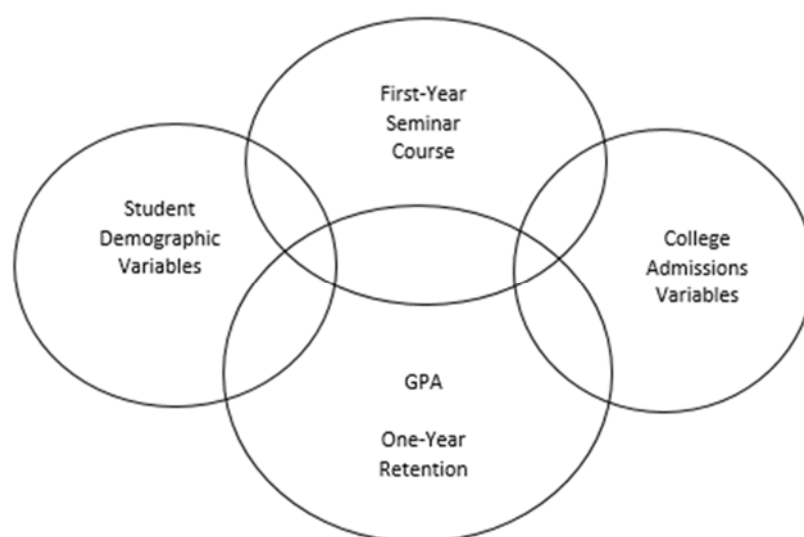 First-Year
Seminar
Course
Student
Demographic
Variables
College
Admissions
Variables
GPA
One-Year
Retention